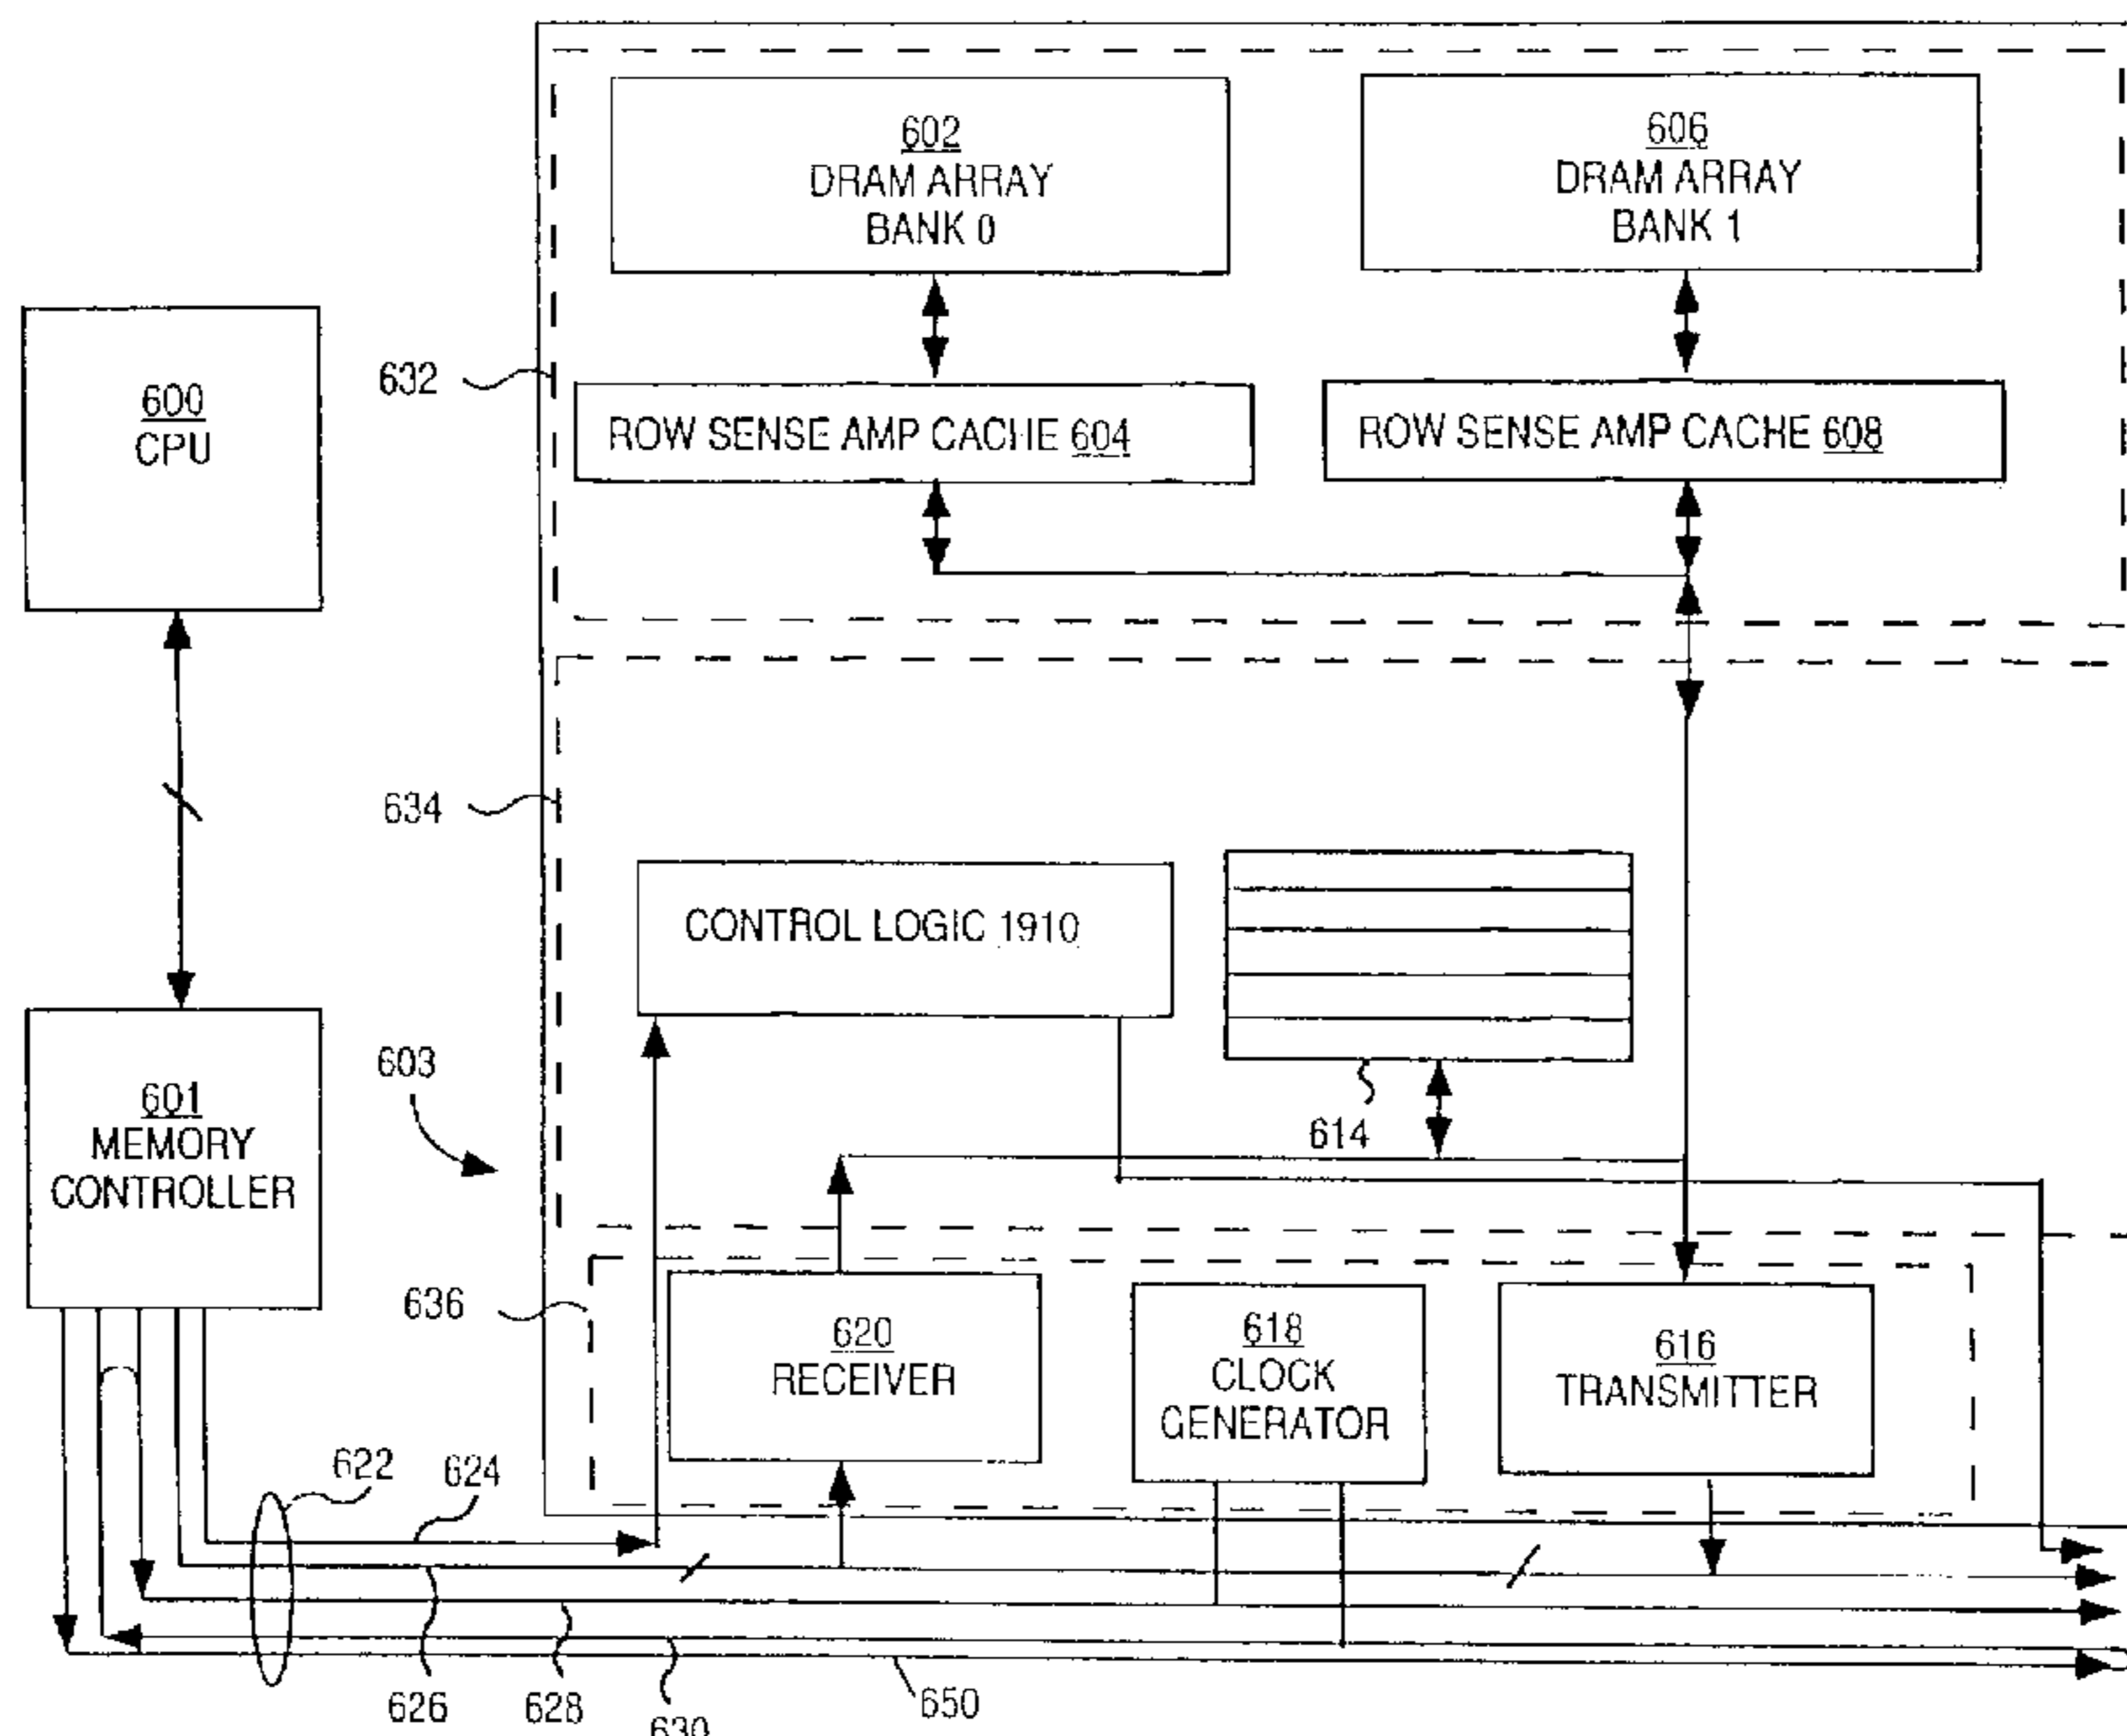 602
DRAM ARRAY
BANK 0
606
DRAM ARRAY
BANK 1
600
CPU
632
ROW SENSE AMP CACHE 604
ROW SENSE AMP CACHE 608
634
CONTROL LOGIC 1910
603
614
601
MEMORY
CONTROLLER
636
620
RECEIVER
618
CLOCK
GENERATOR
616
TRANSMITTER
622
624
626
628
630
650